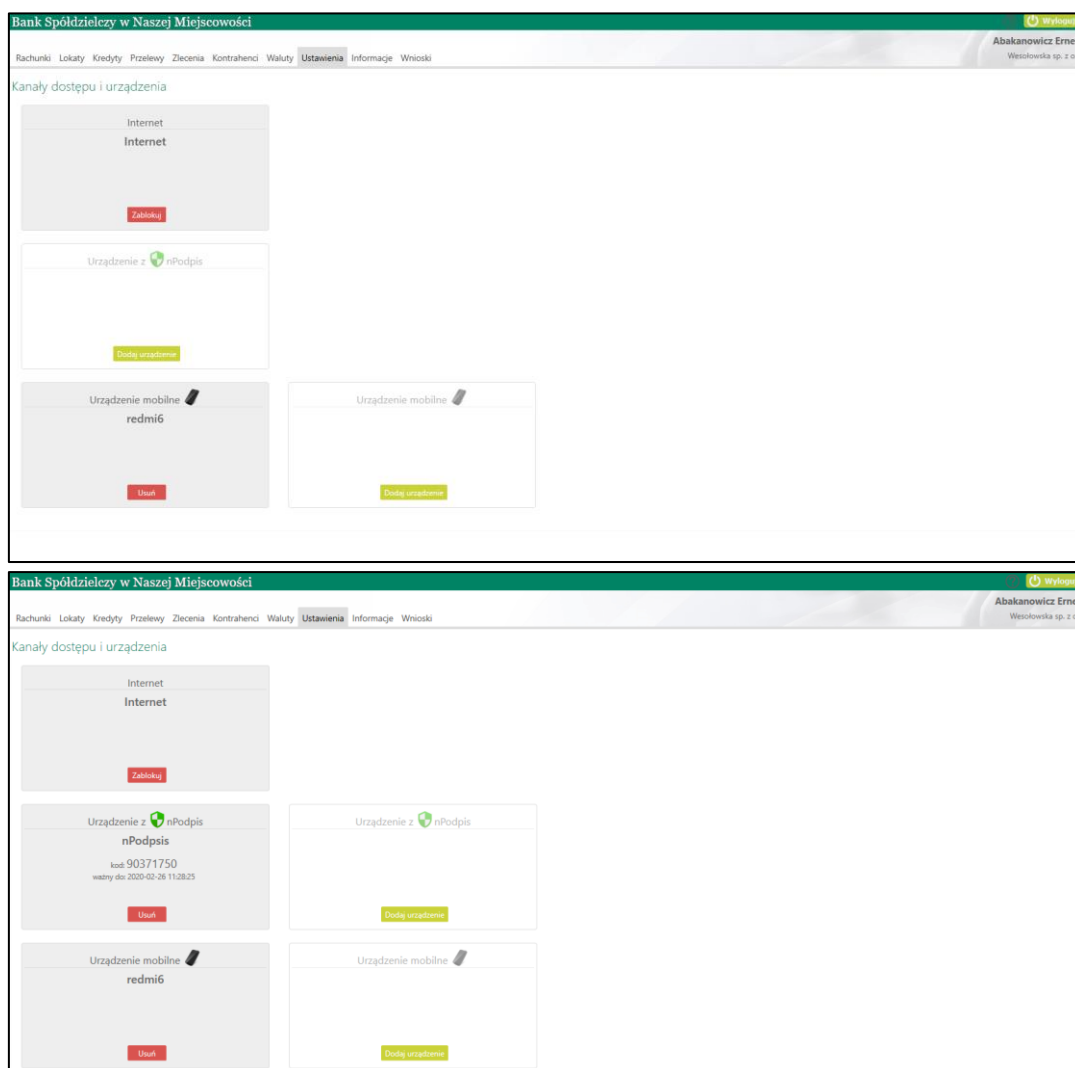 Bank Spółdzielczy w Naszej Miejscowości
Wyloguj
Abakanowicz Erne
Rachunki Lokaty Kredyty Przelewy Zlecenia Kontrahenci Waluty Ustawienia Informacje Wnioski
Wesołowska sp. z o
Kanały dostępu i urządzenia
Internet
Internet
Zablokuj
Urządzenie z nPodpis
Dodaj urządzenie
Urządzenie mobilne Urządzenie mobilne
redmi6
Usuń Dodaj urządzenie
Bank Spółdzielczy w Naszej Miejscowości
Wylogu
Abakanowicz Erne
Rachunki Lokaty Kredyty Przelewy Zlecenia Kontrahenci Waluty Ustawienia Informacje Wnioski
Wesołowska sp. z o
Kanały dostępu i urządzenia
Internet
Internet
Zablokuj
Urządzenie z nPodpis Urządzenie z nPodpis
nPodpsis
kod: 90371750
ważny do: 2020-02-26 11:28:25
Usuń Dodaj urządzenie
Urządzenie mobilne Urządzenie mobilne
redmi6
Usuń Dodaj urządzenie